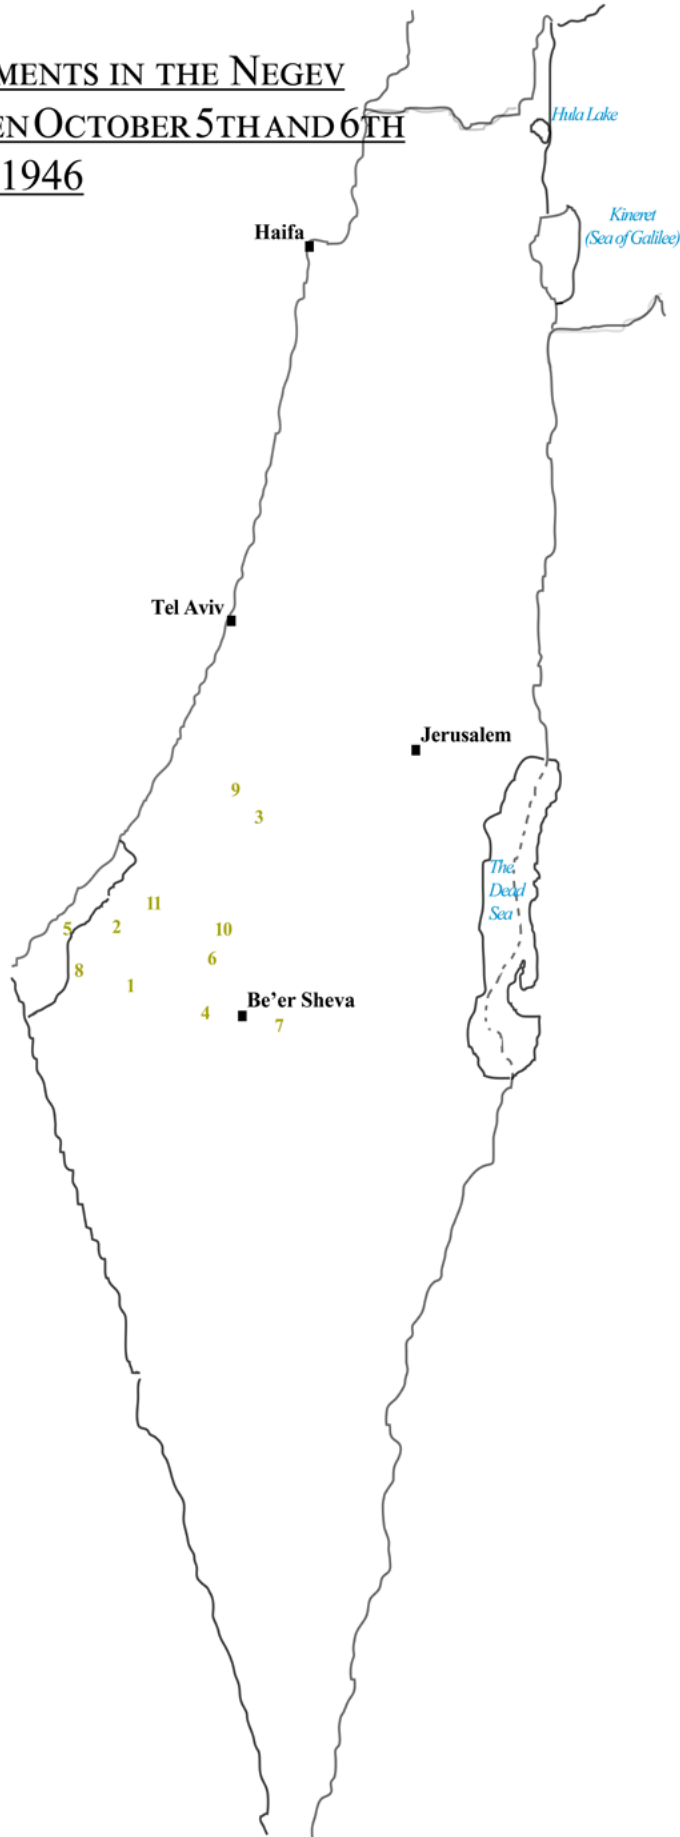 MENTS IN THE NEGEV
EN OCTOBER 5TH AND 6TH
1946
Hula Lake
Kineret
(Sea of Galilee)
Haifa
Tel Aviv
Jerusalem
9
3
The
Dead
Sea
11
5
2
10
6
8
1
Be'er Sheva
4
7